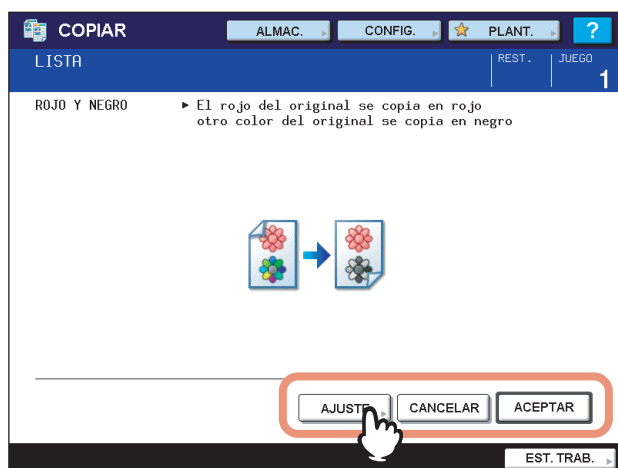 COPIAR
ALMAC.
CONFIG.
PLANT.
?
LISTA
REST.
JUEGO
1
ROJO Y NEGRO
► El rojo del original se copia en rojo
otro color del original se copia en negro
AJUSTE
CANCELAR
ACEPTAR
EST. TRAB.